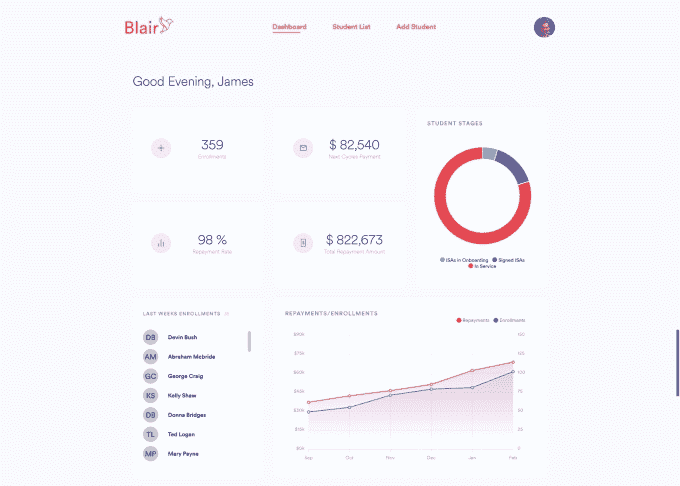 Blair
Dashboard
Student List
Add Student
Good Evening, James
359
Enrollments
$ 82,540
Next Cycles Payment
98 %
Repayment Rate
$ 822,673
Total Repayment Amount
STUDENT STAGES
ISAs in Onboarding
Signed ISAs
In Service
LAST WEEKS ENROLLMENTS
DB
Devin Bush
AM
Abraham Mcbride
GC
George Craig
KS
Kelly Shaw
DB
Donna Bridges
TL
Ted Logan
MP
Mary Payne
REPAYMENTS/ENROLLMENTS
Repayments
Enrollments
$90k
$75k
$60k
$45k
$30k
$15k
$0k
150
125
100
75
50
25
0
Sep
Oct
Nov
Dec
Jan
Feb